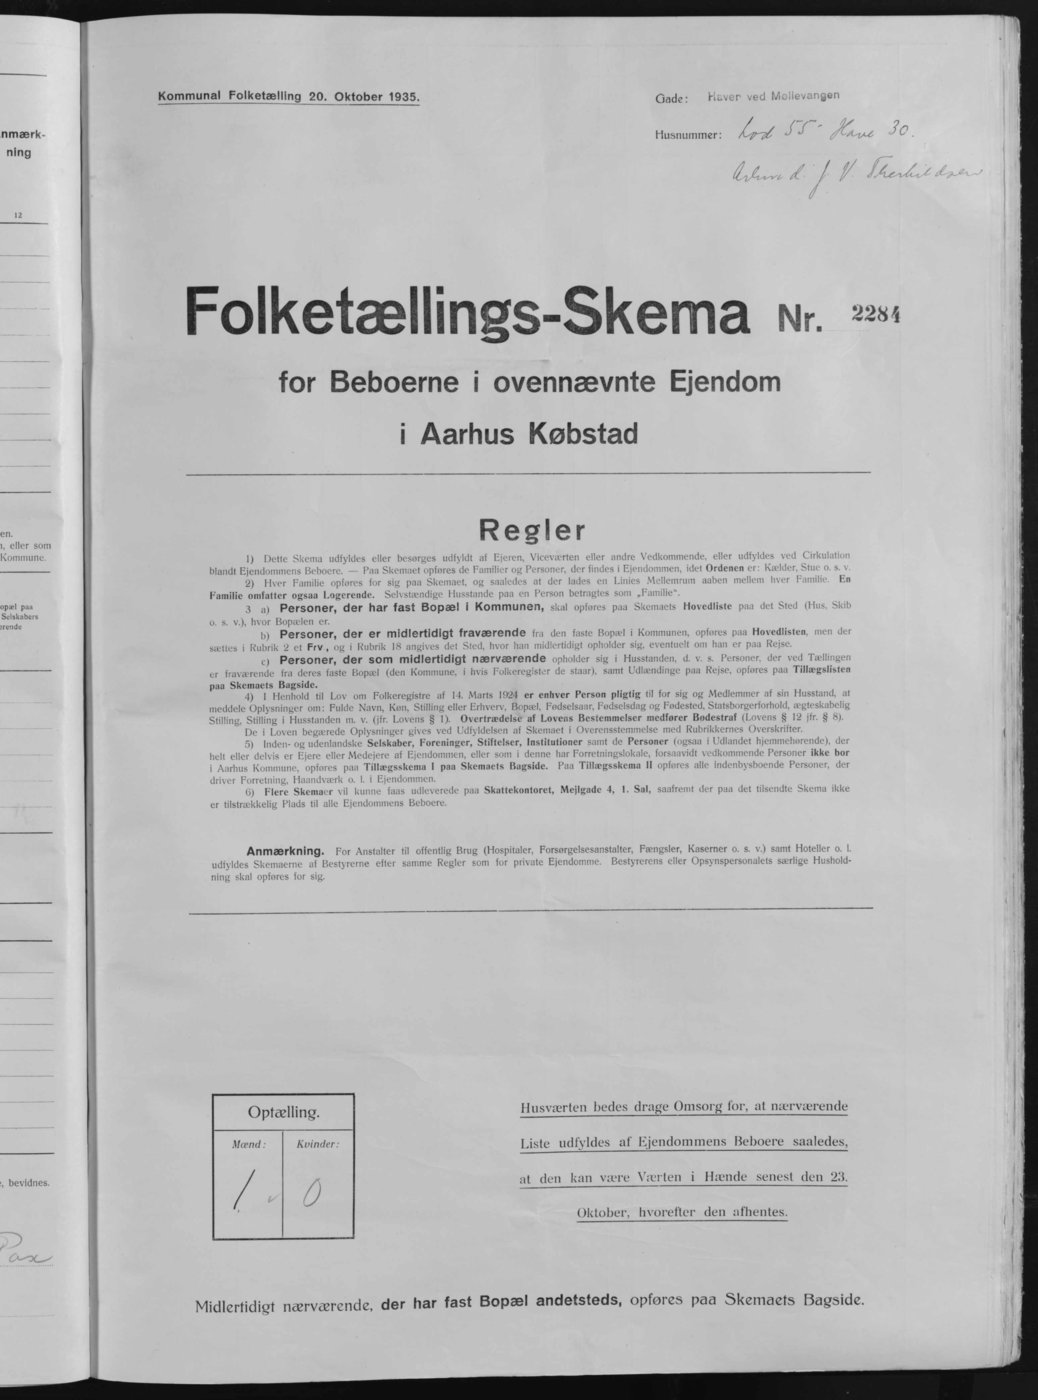 nmærk-
ning
12
en.
, eller som
Kommune.
opæl paa
Selskabers
erende
, bevidnes.
Kommunal Folketælling 20. Oktober 1935.
Gade: Haver ved Møllevangen
Husnummer: Lod 55 - Have 30.
J. V. Therkildsen
Folketællings-Skema Nr. 2284
for Beboerne i ovennævnte Ejendom
i Aarhus Købstad
Regler
1) Dette Skema udfyldes eller besørges udfyldt af Ejeren, Viceværten eller andre Vedkommende, eller udfyldes ved Cirkulation
blandt Ejendommens Beboere. — Paa Skemaet opføres de Familier og Personer, der findes i Ejendommen, idet Ordenen er: Kælder, Stue o. s. v.
2) Hver Familie opføres for sig paa Skemaet, og saaledes at der lades en Linies Mellemrum aaben mellem hver Familie. En
Familie omfatter ogsaa Logerende. Selvstændige Husstande paa en Person betragtes som „Familie“.
3 a) Personer, der har fast Bopæl i Kommunen, skal opføres paa Skemaets Hovedliste paa det Sted (Hus, Skib
o. s. v.), hvor Bopælen er.
b) Personer, der er midlertidigt fraværende fra den faste Bopæl i Kommunen, opføres paa Hovedlisten, men der
sættes i Rubrik 2 et Frv., og i Rubrik 18 angives det Sted, hvor han midlertidigt opholder sig, eventuelt om han er paa Rejse.
c) Personer, der som midlertidigt nærværende opholder sig i Husstanden, d. v. s. Personer, der ved Tællingen
er fraværende fra deres faste Bopæl (den Kommune, i hvis Folkeregister de staar), samt Udlændinge paa Rejse, opføres paa Tillægslisten
paa Skemaets Bagside.
4) I Henhold til Lov om Folkeregistre af 14. Marts 1924 er enhver Person pligtig til for sig og Medlemmer af sin Husstand, at
meddele Oplysninger om: Fulde Navn, Køn, Stilling eller Erhverv, Bopæl, Fødselsaar, Fødselsdag og Fødested, Statsborgerforhold, ægteskabelig
Stilling, Stilling i Husstanden m. v. (jfr. Lovens § 1). Overtrædelse af Lovens Bestemmelser medfører Bødestraf (Lovens § 12 jfr. § 8).
De i Loven begærede Oplysninger gives ved Udfyldelsen af Skemaet i Overensstemmelse med Rubrikkernes Overskrifter.
5) Inden- og udenlandske Selskaber, Foreninger, Stiftelser, Institutioner samt de Personer (ogsaa i Udlandet hjemmehørende), der
helt eller delvis er Ejere eller Medejere af Ejendommen, eller som i denne har Forretningslokale, forsaavidt vedkommende Personer ikke bor
i Aarhus Kommune, opføres paa Tillægsskema I paa Skemaets Bagside. Paa Tillægsskema II opføres alle indenbysboende Personer, der
driver Forretning, Haandværk o. l. i Ejendommen.
6) Flere Skemaer vil kunne faas udleverede paa Skattekontoret, Mejlgade 4, 1. Sal, saafremt der paa det tilsendte Skema ikke
er tilstrækkelig Plads til alle Ejendommens Beboere.
Anmærkning. For Anstalter til offentlig Brug (Hospitaler, Forsørgelsesanstalter, Fængsler, Kaserner o. s. v.) samt Hoteller o. l.
udfyldes Skemaerne af Bestyrerne efter samme Regler som for private Ejendomme. Bestyrerens eller Opsynspersonalets særlige Hushold-
ning skal opføres for sig.
Optælling.
Mænd: Kvinder:
1. 0
Husværten bedes drage Omsorg for, at nærværende
Liste udfyldes af Ejendommens Beboere saaledes,
at den kan være Værten i Hænde senest den 23.
Oktober, hvorefter den afhentes.
Midlertidigt nærværende, der har fast Bopæl andetsteds, opføres paa Skemaets Bagside.